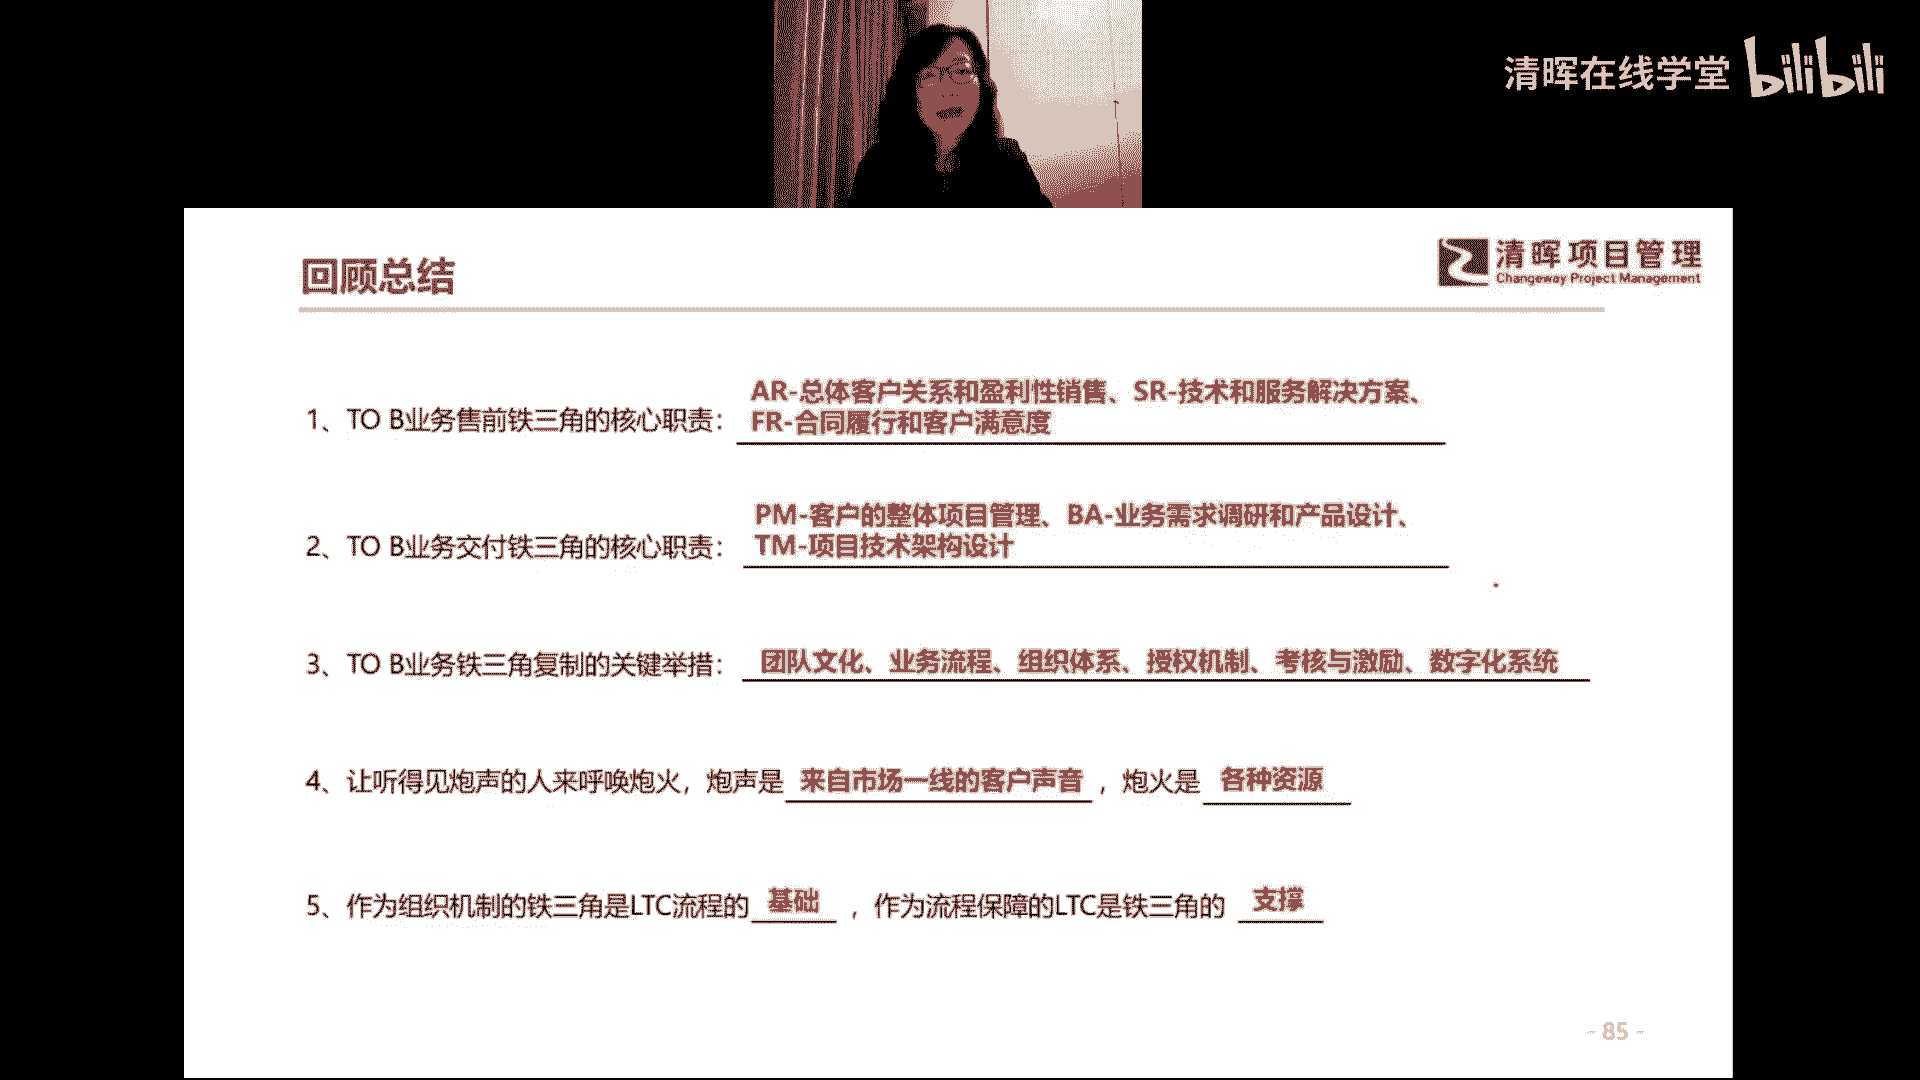 清晖在线学堂 bilibili
回顾总结
清晖项目管理
Changeway Project Management
1、TO B业务售前铁三角的核心职责：AR-总体客户关系和盈利性销售、SR-技术和服务解决方案、
FR-合同履行和客户满意度
2、TO B业务交付铁三角的核心职责：PM-客户的整体项目管理、BA-业务需求调研和产品设计、
TM-项目技术架构设计
3、TO B业务铁三角复制的关键举措：团队文化、业务流程、组织体系、授权机制、考核与激励、数字化系统
4、让听得见炮声的人来呼唤炮火，炮声是来自市场一线的客户声音，炮火是各种资源
5、作为组织机制的铁三角是LTC流程的基础，作为流程保障的LTC是铁三角的支撑
- 85 -